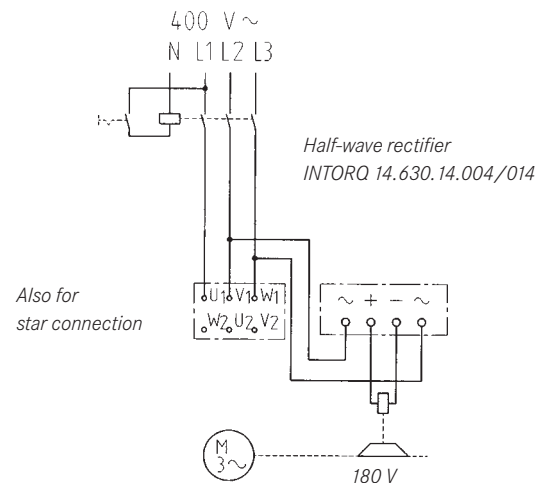 400 V ~
N L1 L2 L3
Half-wave rectifier
INTORQ 14.630.14.004/014
Also for
star connection
U1 V1 W1
W2 U2 V2
~ + − ~
M
3~
180 V